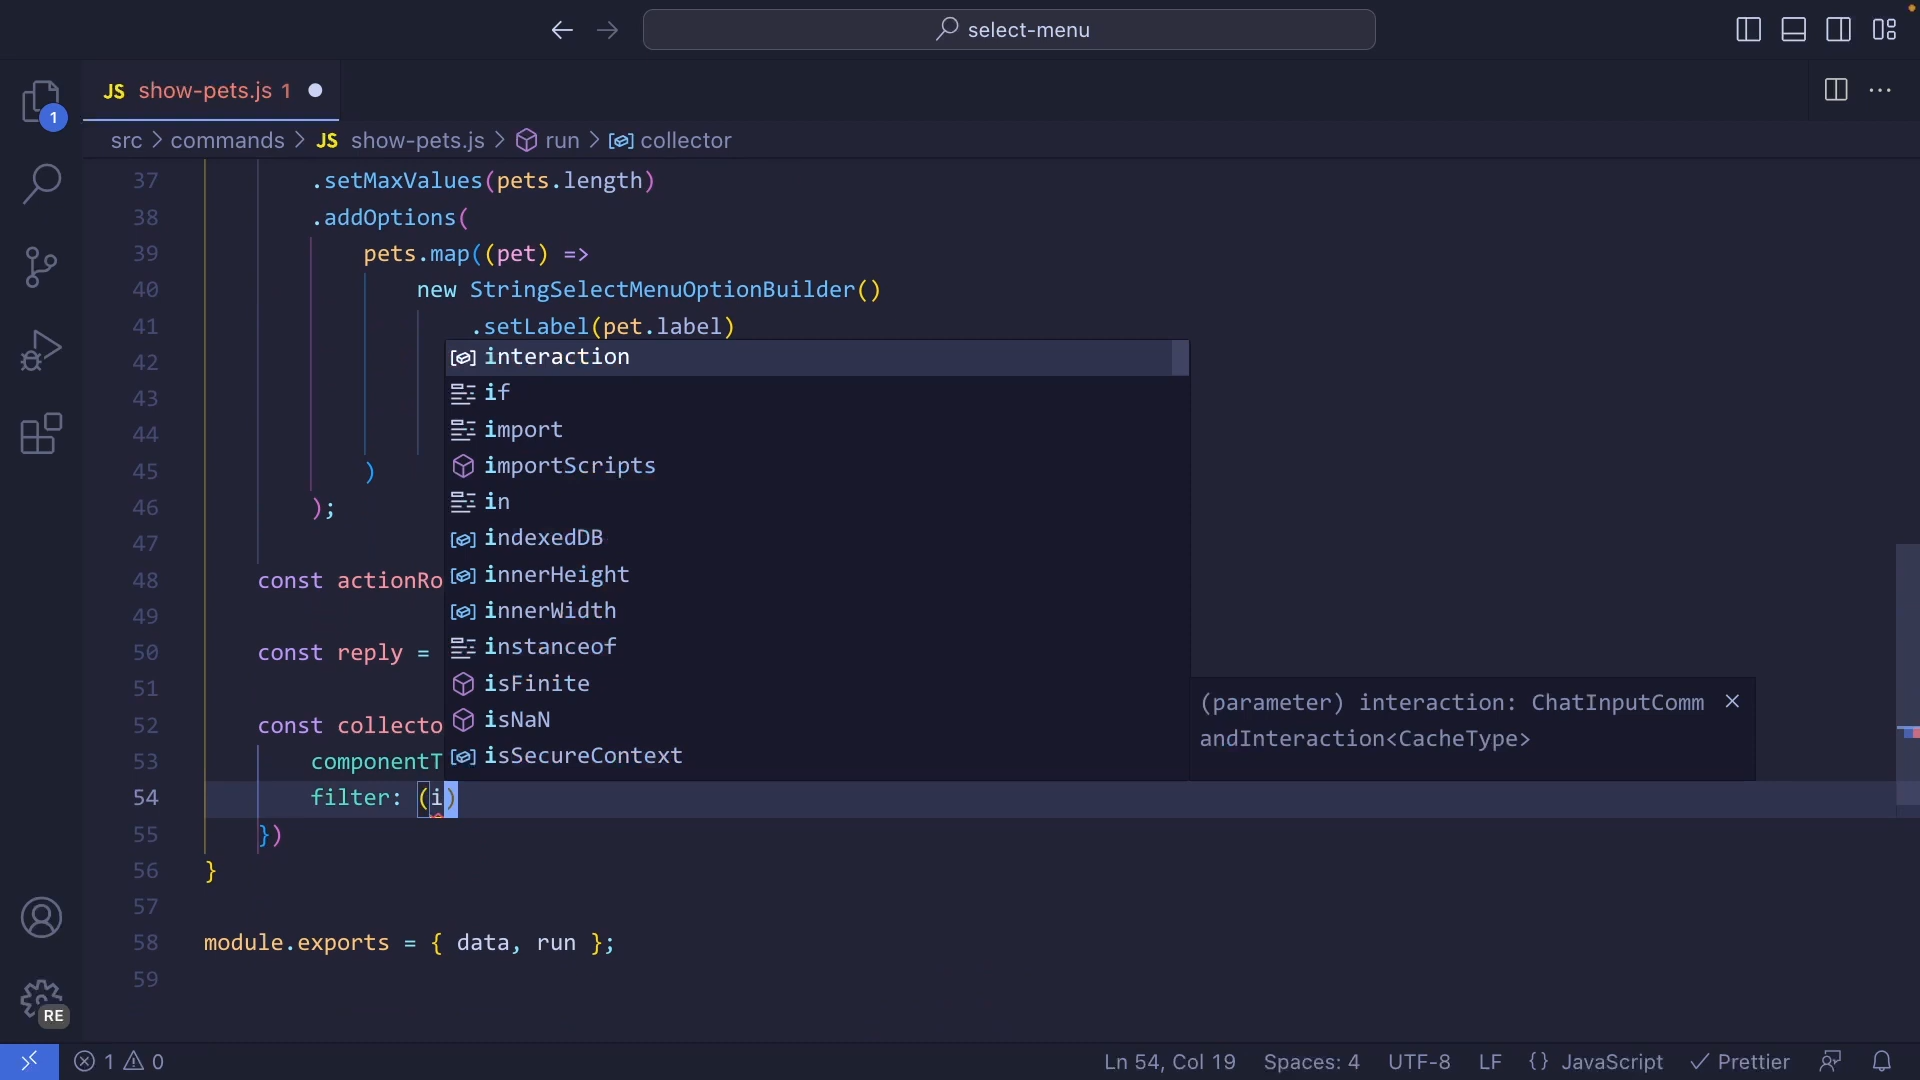 select-menu
JS show-pets.js 1
1
src > commands > JS show-pets.js > run > collector
37 .setMaxValues(pets.length)
38 .addOptions(
39 pets.map((pet) =>
40 new StringSelectMenuOptionBuilder()
41 .setLabel(pet.label)
42 interaction
43 if
44 import
45 ) importScripts
46 ); in
47 indexedDB
48 const actionRo innerHeight
49 innerWidth
50 const reply = instanceof
51 isFinite
(parameter) interaction: ChatInputComm
52 const collecto isNaN
andInteraction<CacheType>
53 componentT isSecureContext
54 filter: (i)
55 })
56 }
57
58 module.exports = { data, run };
59
RE
1 0 Ln 54, Col 19 Spaces: 4 UTF-8 LF {} JavaScript Prettier